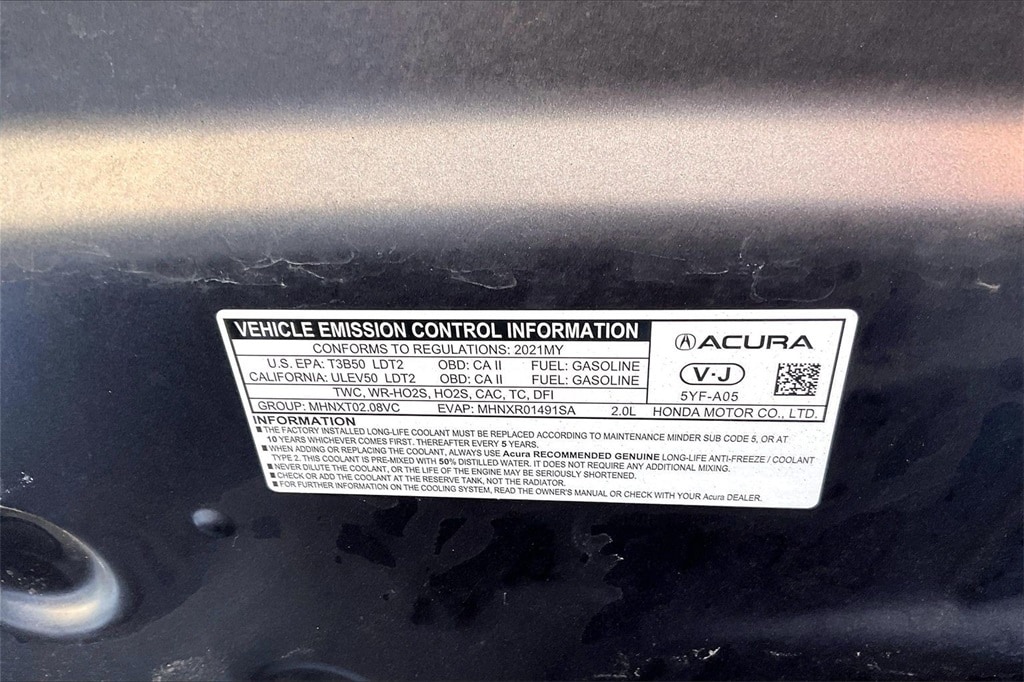 VEHICLE EMISSION CONTROL INFORMATION
CONFORMS TO REGULATIONS: 2021MY
U.S. EPA: T3B50 LDT2 OBD: CA II FUEL: GASOLINE
CALIFORNIA: ULEV50 LDT2 OBD: CA II FUEL: GASOLINE
TWC, WR-HO2S, HO2S, CAC, TC, DFI
GROUP: MHNXT02.08VC EVAP: MHNXR01491SA 2.0L
ACURA
V-J
5YF-A05
HONDA MOTOR CO., LTD.
INFORMATION
■ THE FACTORY INSTALLED LONG-LIFE COOLANT MUST BE REPLACED ACCORDING TO MAINTENANCE MINDER SUB CODE 5, OR AT
10 YEARS WHICHEVER COMES FIRST. THEREAFTER EVERY 5 YEARS.
■ WHEN ADDING OR REPLACING THE COOLANT, ALWAYS USE Acura RECOMMENDED GENUINE LONG-LIFE ANTI-FREEZE / COOLANT
TYPE 2. THIS COOLANT IS PRE-MIXED WITH 50% DISTILLED WATER. IT DOES NOT REQUIRE ANY ADDITIONAL MIXING.
■ NEVER DILUTE THE COOLANT, OR THE LIFE OF THE ENGINE MAY BE SERIOUSLY SHORTENED.
■ CHECK OR ADD THE COOLANT AT THE RESERVE TANK, NOT THE RADIATOR.
■ FOR FURTHER INFORMATION ON THE COOLING SYSTEM, READ THE OWNER'S MANUAL OR CHECK WITH YOUR Acura DEALER.